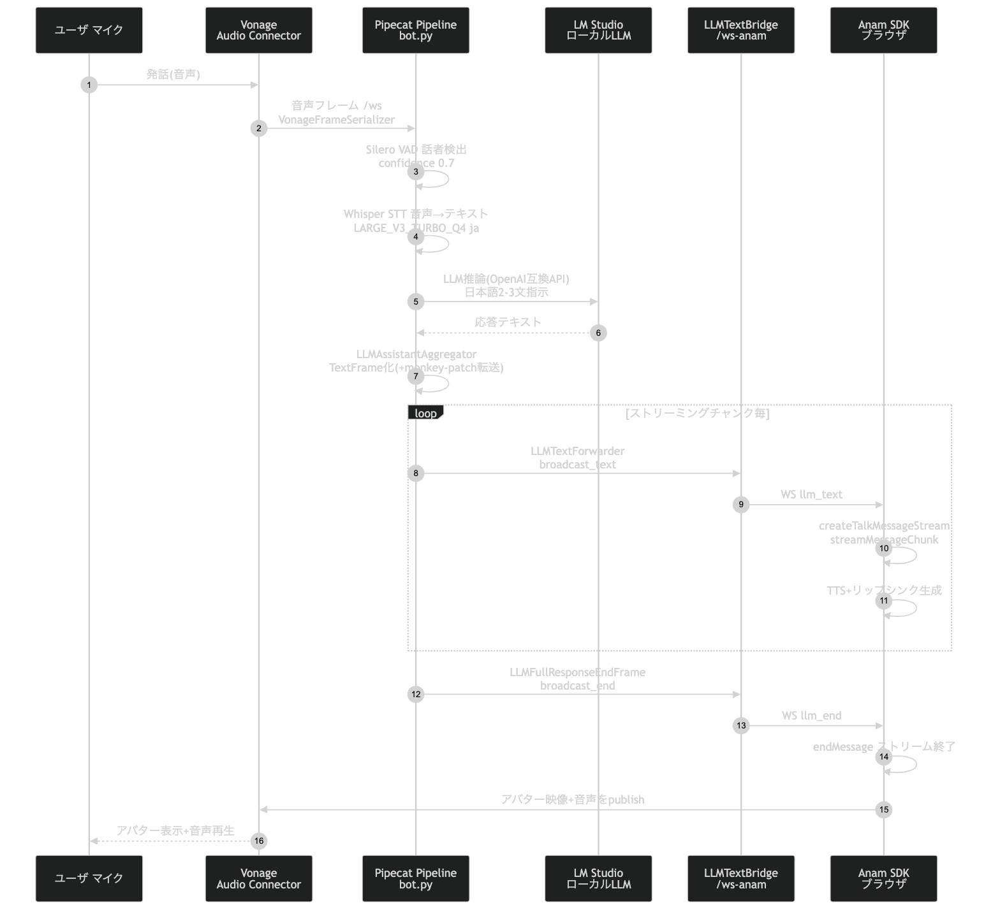 ユーザ マイク
Vonage
Audio Connector
Pipecat Pipeline
bot.py
LM Studio
ローカルLLM
LLMTextBridge
/ws-anam
Anam SDK
ブラウザ
発話(音声)
1
音声フレーム /ws
VonageFrameSerializer
2
Silero VAD 話者検出
confidence 0.7
3
Whisper STT 音声→テキスト
LARGE_V3_TURBO_Q4 ja
4
LLM推論(OpenAI互換API)
日本語2-3文指示
5
応答テキスト
6
LLMAssistantAggregator
TextFrame化(+monkey-patch転送)
7
loop
[ストリーミングチャンク毎]
LLMTextForwarder
broadcast_text
8
WS llm_text
9
createTalkMessageStream
streamMessageChunk
10
TTS+リップシンク生成
11
LLMFullResponseEndFrame
broadcast_end
12
WS llm_end
13
endMessage ストリーム終了
14
アバター映像+音声をpublish
15
アバター表示+音声再生
16
ユーザ マイク
Vonage
Audio Connector
Pipecat Pipeline
bot.py
LM Studio
ローカルLLM
LLMTextBridge
/ws-anam
Anam SDK
ブラウザ